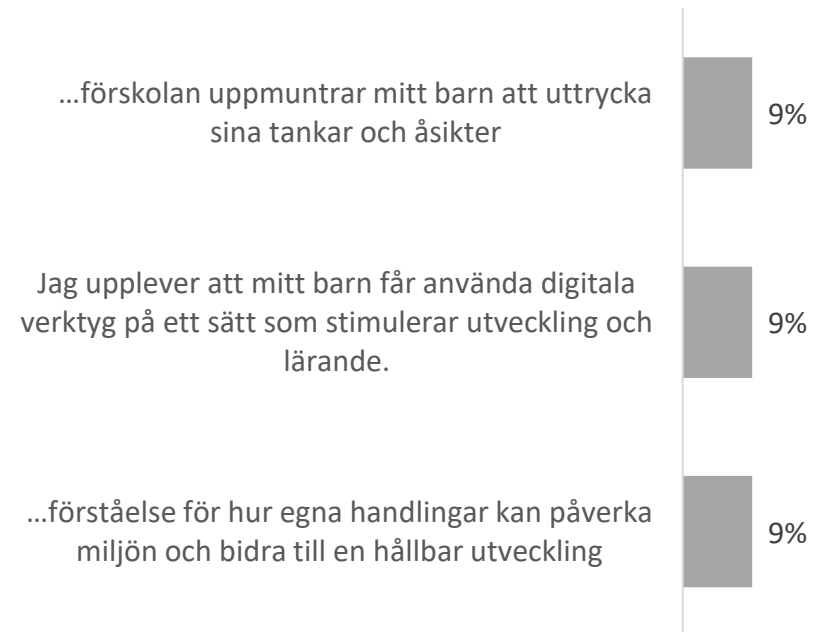 …förskolan uppmuntrar mitt barn att uttrycka
sina tankar och åsikter
9%
Jag upplever att mitt barn får använda digitala
verktyg på ett sätt som stimulerar utveckling och
lärande.
9%
…förståelse för hur egna handlingar kan påverka
miljön och bidra till en hållbar utveckling
9%